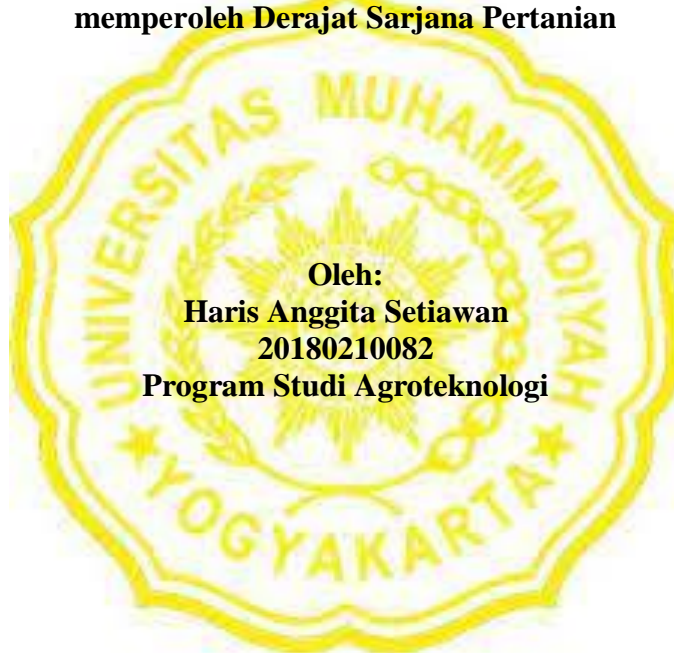 memperoleh Derajat Sarjana Pertanian
UNIVERSITAS MUHAMMADIYAH
Oleh:
Haris Anggita Setiawan
20180210082
Program Studi Agroteknologi
YOGYAKARTA